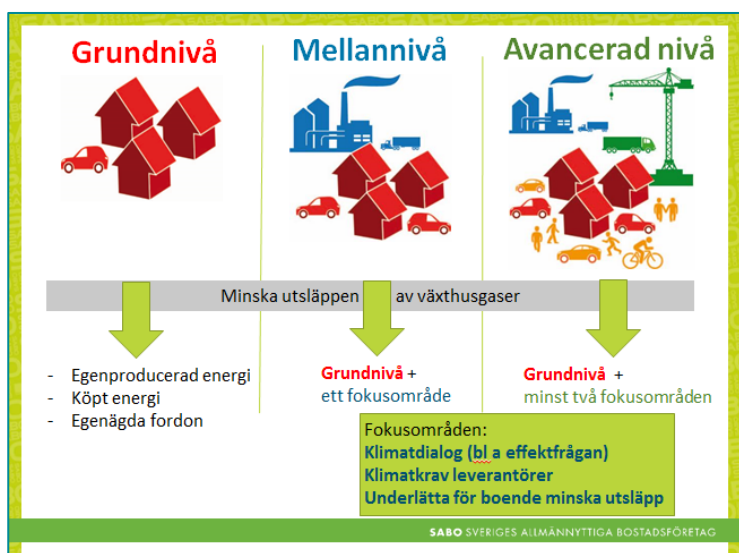 Grundnivå
Mellannivå
Avancerad nivå
Minska utsläppen av växthusgaser
- Egenproducerad energi
- Köpt energi
- Egenägda fordon
Grundnivå +
ett fokusområde
Grundnivå +
minst två fokusområden
Fokusområden:
Klimatdialog (bl a effektfrågan)
Klimatkrav leverantörer
Underlätta för boende minska utsläpp
SABO SVERIGES ALLMÄNNYTTIGA BOSTADSFÖRETAG